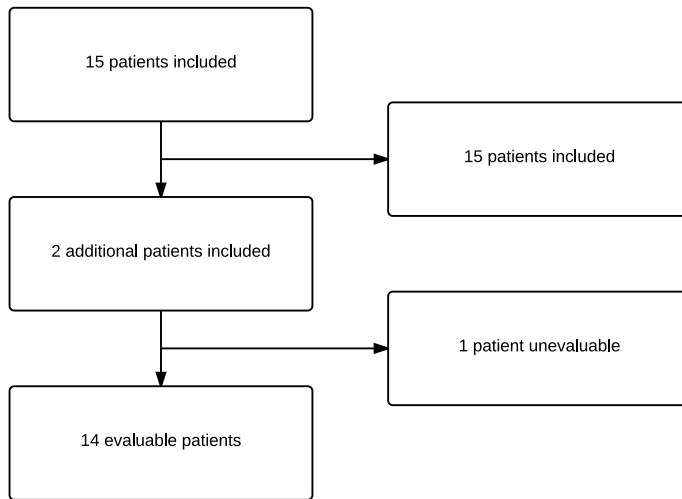 15 patients included
15 patients included
2 additional patients included
1 patient unevaluable
14 evaluable patients